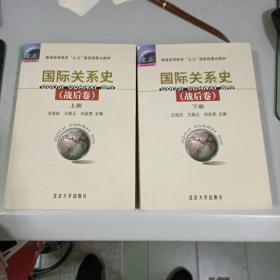 普通高等教育“九五”国家级重点教材
国际关系史
(战后卷)
上册
方连庆 王炳元 刘金质 主编
北京大学出版社
普通高等教育“九五”国家级重点教材
国际关系史
(战后卷)
下册
方连庆 王炳元 刘金质 主编
北京大学出版社